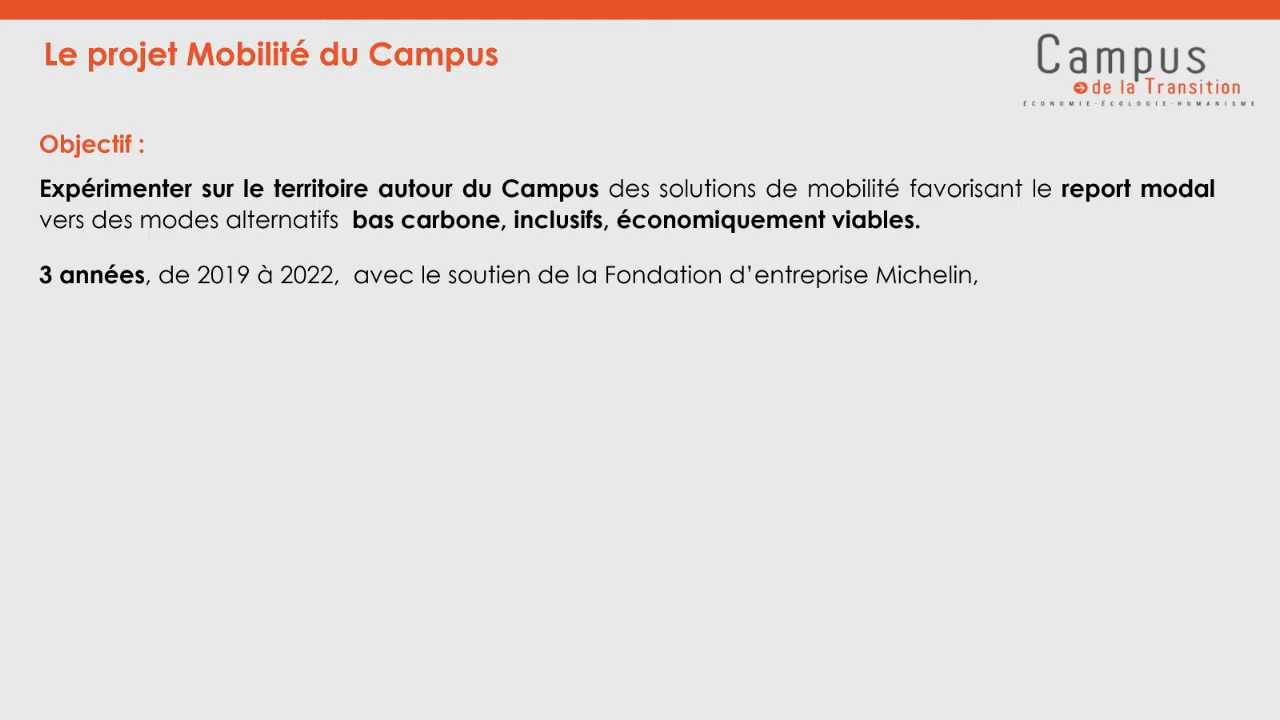 Le projet Mobilité du Campus
Campus
de la Transition
ÉCONOMIE·ÉCOLOGIE·HUMANISME
Objectif :
Expérimenter sur le territoire autour du Campus des solutions de mobilité favorisant le report modal
vers des modes alternatifs  bas carbone, inclusifs, économiquement viables.
3 années, de 2019 à 2022,  avec le soutien de la Fondation d’entreprise Michelin,